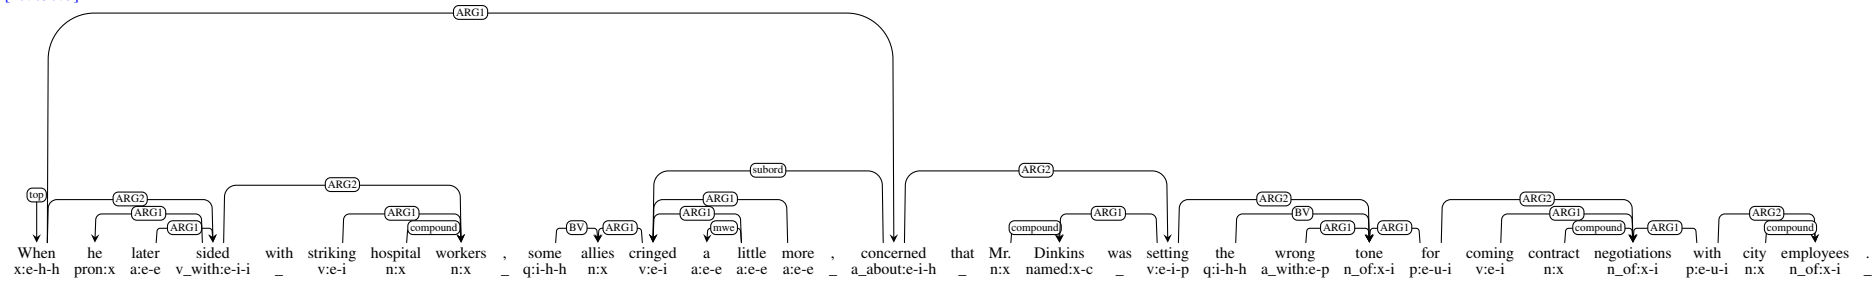 ARG1
subord
ARG2
ARG2 ARG1 ARG2 ARG2
top ARG2 ARG1 ARG1 ARG1 ARG1 BV ARG1 ARG2
ARG1 compound BV ARG1 mwe compound ARG1 ARG1 compound ARG1 compound
When he later sided with striking hospital workers , some allies cringed a little more , concerned that Mr. Dinkins was setting the wrong tone for coming contract negotiations with city employees .
x:e-h-h pron:x a:e-e v_with:e-i-i _ v:e-i n:x n:x _ q:i-h-h n:x v:e-i a:e-e a:e-e a:e-e _ a_about:e-i-h _ n:x named:x-c _ v:e-i-p q:i-h-h a_with:e-p n_of:x-i p:e-u-i v:e-i n:x n_of:x-i p:e-u-i n:x n_of:x-i _